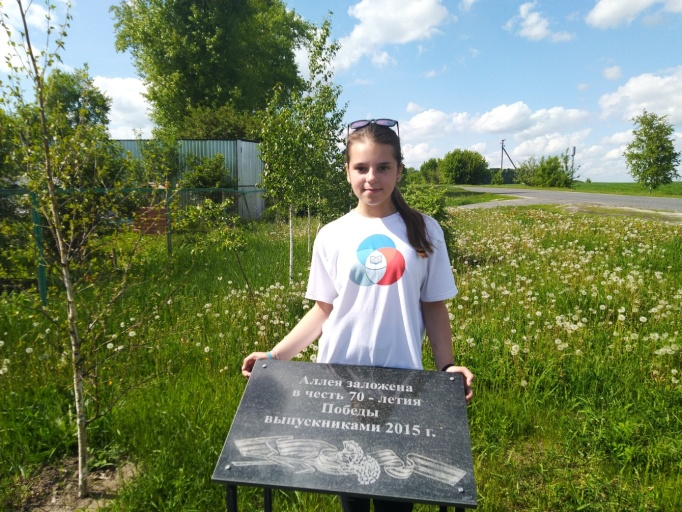 Аллея заложена
в честь 70 - летия
Победы
выпускниками 2015 г.